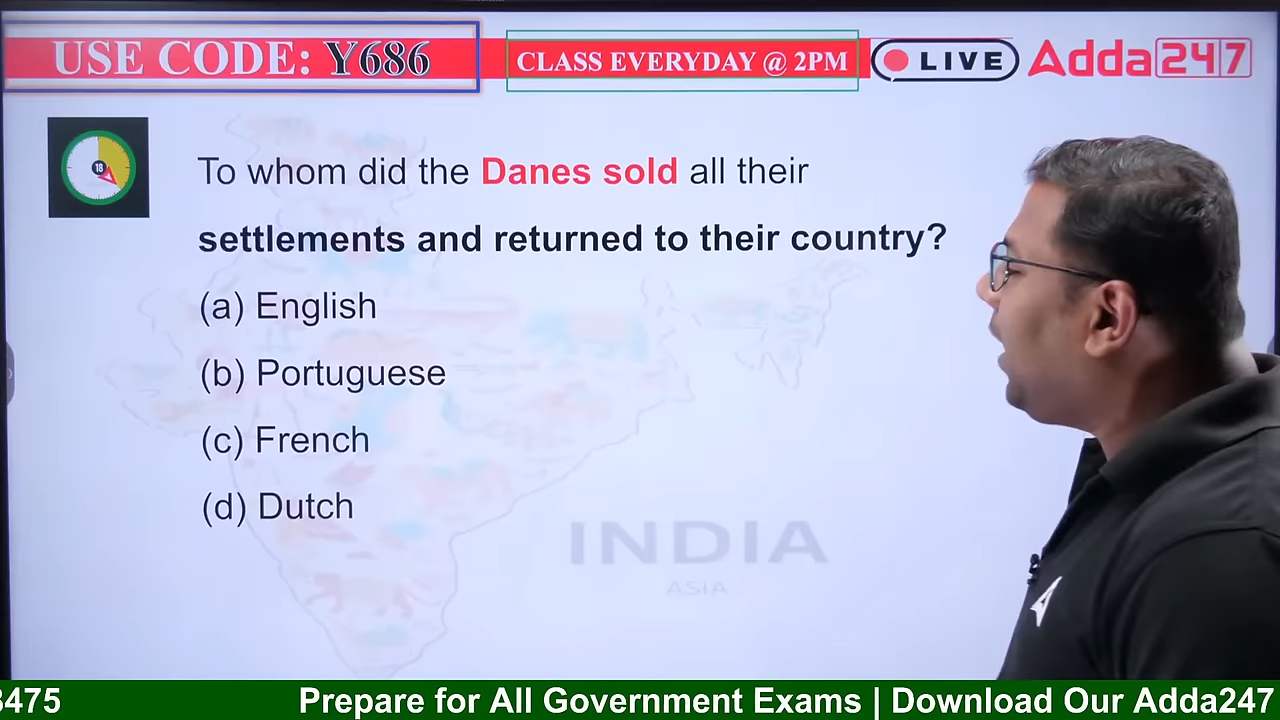 USE CODE: Y686
CLASS EVERYDAY @ 2PM
LIVE
Adda247
18
To whom did the Danes sold all their
settlements and returned to their country?
(a) English
(b) Portuguese
(c) French
(d) Dutch
INDIA
ASIA
3475 Prepare for All Government Exams | Download Our Adda247